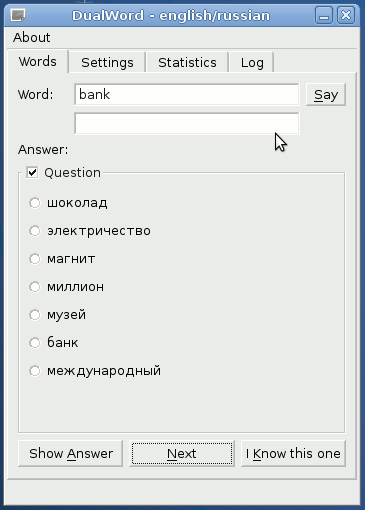 DualWord - english/russian
About
Words Settings Statistics Log
Word: bank Say
Answer:
Question
шоколад
электричество
магнит
миллион
музей
банк
международный
Show Answer Next I Know this one